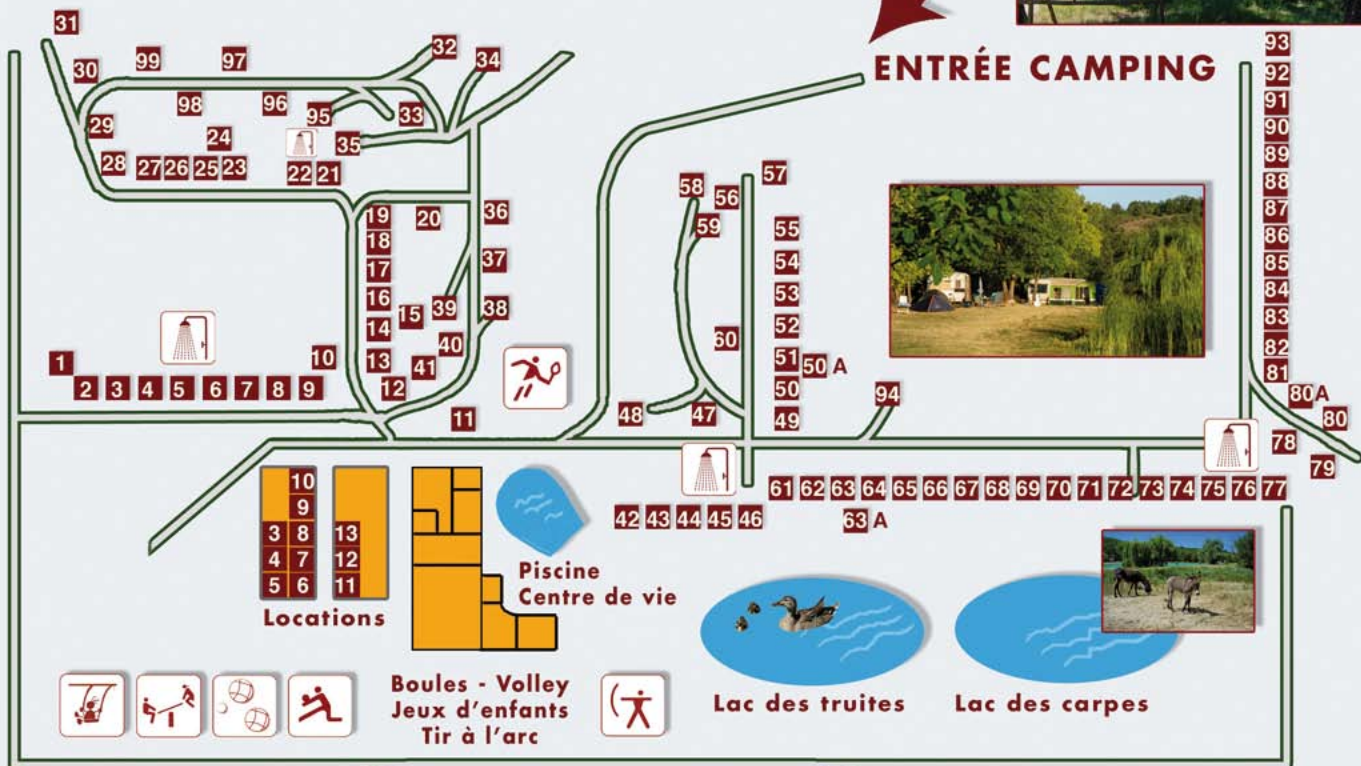 ENTRÉE CAMPING
31
30 99 97 32 34
98 96 95 33
29 24 35
28 27 26 25 23 22 21
19 20 36
18
17 37
16 15 39 38
14 40
13 41
12
11
1 10
2 3 4 5 6 7 8 9
58 56 57
59 55
54
53
60 52
51 50 A
50
48 47 49 94
93
92
91
90
89
88
87
86
85
84
83
82
81
80 A
80
78
79
61 62 63 64 65 66 67 68 69 70 71 72 73 74 75 76 77
42 43 44 45 46 63 A
10
9
3 8 13
4 7 12
5 6 11
Locations
Piscine
Centre de vie
Boules - Volley
Jeux d'enfants
Tir à l'arc
Lac des truites
Lac des carpes